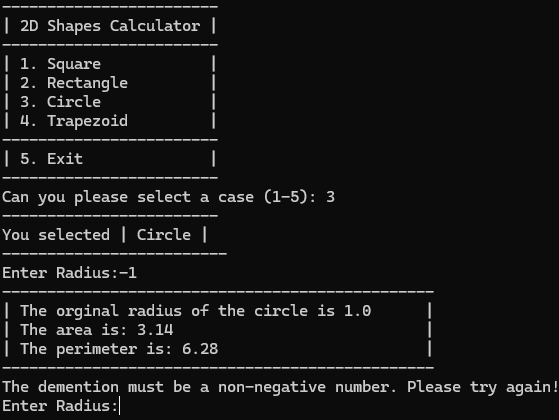 ------------------------
| 2D Shapes Calculator |
------------------------
| 1. Square            |
| 2. Rectangle         |
| 3. Circle            |
| 4. Trapezoid         |
------------------------
| 5. Exit              |
------------------------
Can you please select a case (1-5): 3
------------------------
You selected | Circle |
-------------------------
Enter Radius:-1
------------------------------------------------
| The orginal radius of the circle is 1.0      |
| The area is: 3.14                            |
| The perimeter is: 6.28                       |
------------------------------------------------
The demention must be a non-negative number. Please try again!
Enter Radius: